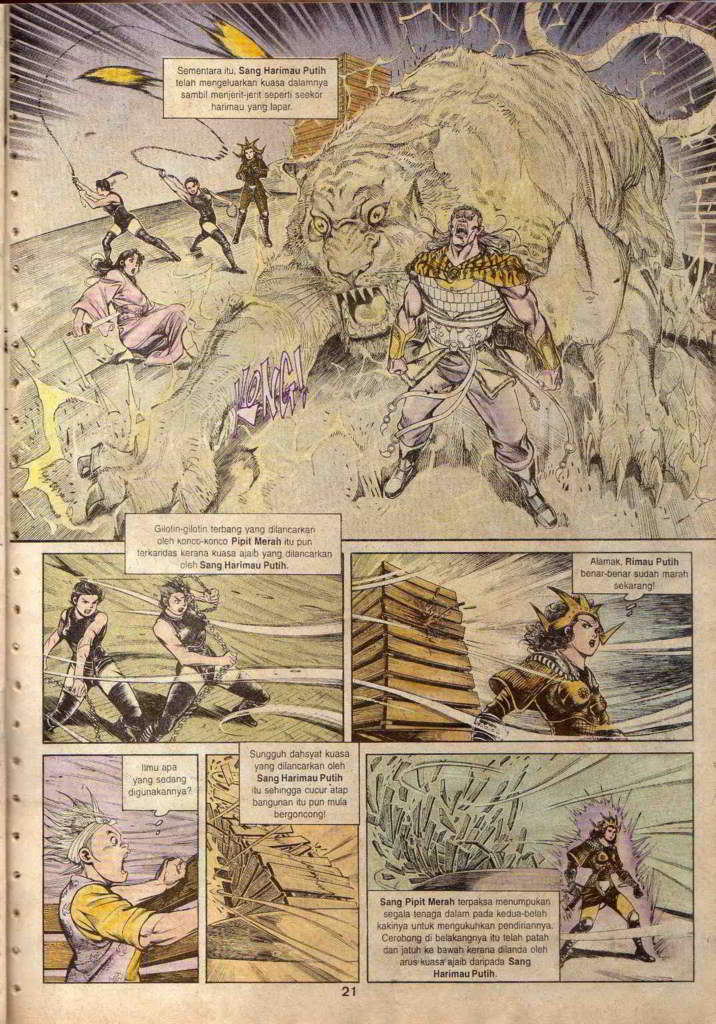 Sementara itu, Sang Harimau Putih
telah mengeluarkan kuasa dalamnya
sambil menjerit-jerit seperti seekor
harimau yang lapar.
KONG!
Gilotin-gilotin terbang yang dilancarkan
oleh konco-konco Pipit Merah itu pun
terkandas kerana kuasa ajaib yang dilancarkan
oleh Sang Harimau Putih.
Alamak, Rimau Putih
benar-benar sudah marah
sekarang!
Ilmu apa
yang sedang
digunakannya?
Sungguh dahsyat kuasa
yang dilancarkan oleh
Sang Harimau Putih
itu sehingga cucur atap
bangunan itu pun mula
bergoncong!
Sang Pipit Merah terpaksa menumpukan
segala tenaga dalam pada kedua-belah
kakinya untuk mengukuhkan pendiriannya.
Cerobong di belakangnya itu telah patah
dan jatuh ke bawah kerana dilanda oleh
arus kuasa ajaib daripada Sang
Harimau Putih.
21